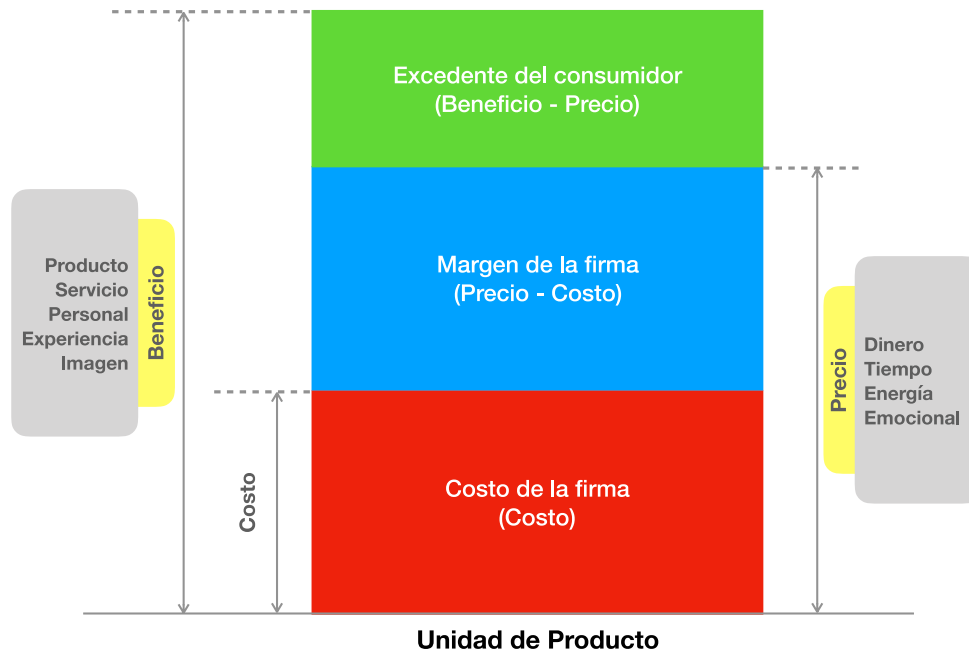 Excedente del consumidor
(Beneficio - Precio)
Margen de la firma
(Precio - Costo)
Costo de la firma
(Costo)
Producto
Servicio
Personal
Experiencia
Imagen
Beneficio
Costo
Precio
Dinero
Tiempo
Energía
Emocional
Unidad de Producto